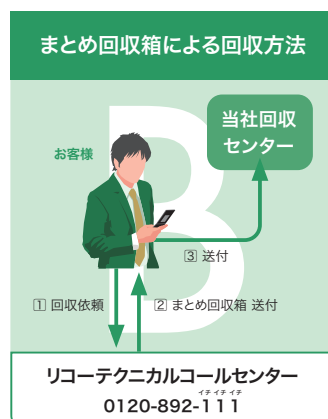 まとめ回収箱による回収方法
B
当社回収
センター
お客様
③ 送付
① 回収依頼
② まとめ回収箱 送付
リコーテクニカルコールセンター
イチイチイチ
0120-892-111